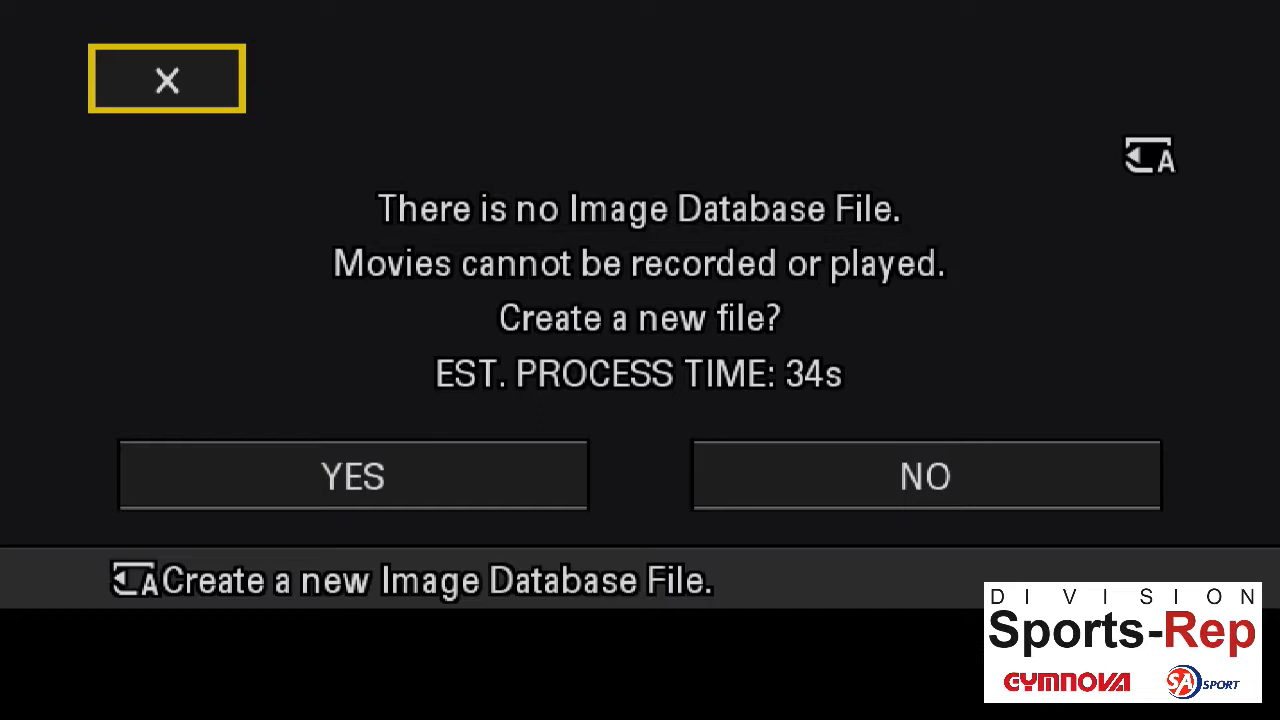 X
A
There is no Image Database File.
Movies cannot be recorded or played.
Create a new file?
EST. PROCESS TIME: 34s
YES
NO
A Create a new Image Database File.
DIVISION
Sports-Rep
GYMNOVA
SA SPORT